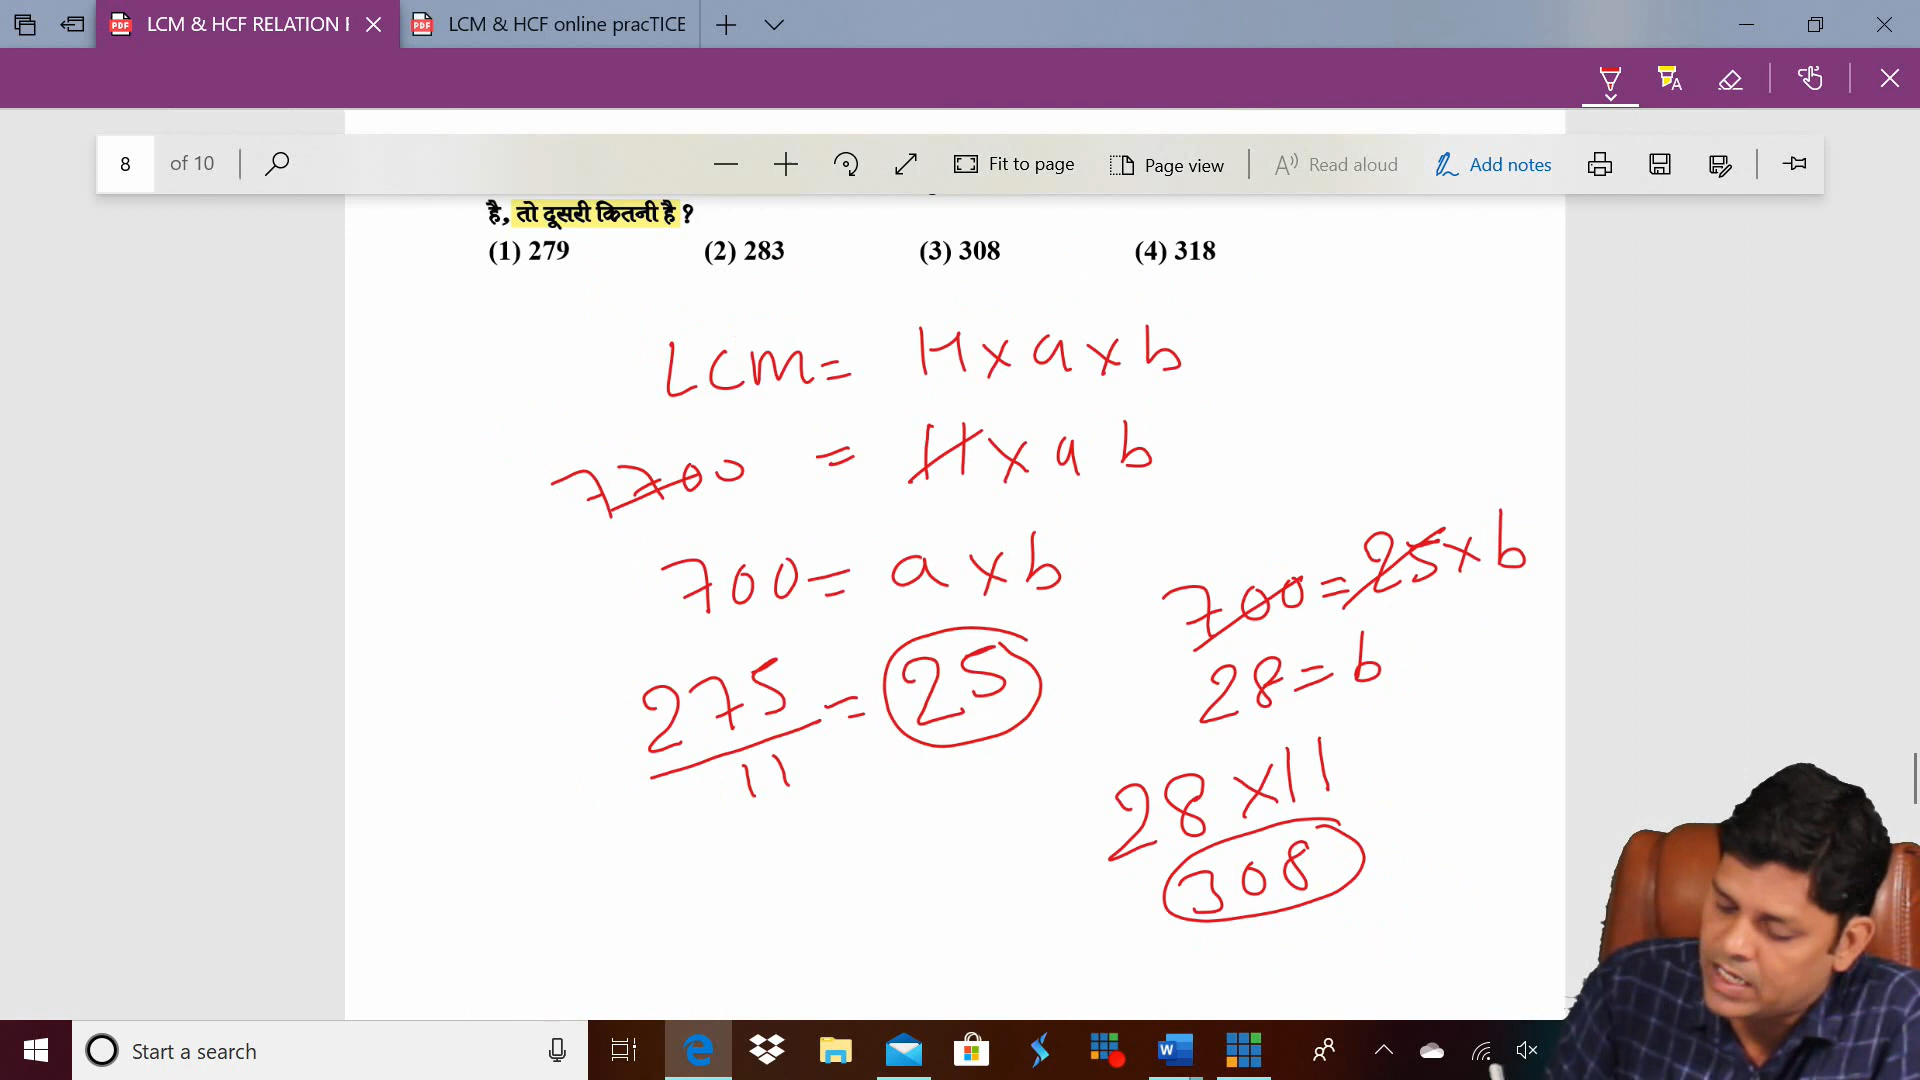 LCM & HCF RELATION F
LCM & HCF online pracTICE
8 of 10
Fit to page
Page view
Read aloud
Add notes
है, तो दूसरी कितनी है ?
(1) 279 (2) 283 (3) 308 (4) 318
LCM = H x a x b
7700 = H x a b
700 = a x b
275/11 = 25
700 = 25 x b
28 = b
28 x 11
308
Start a search